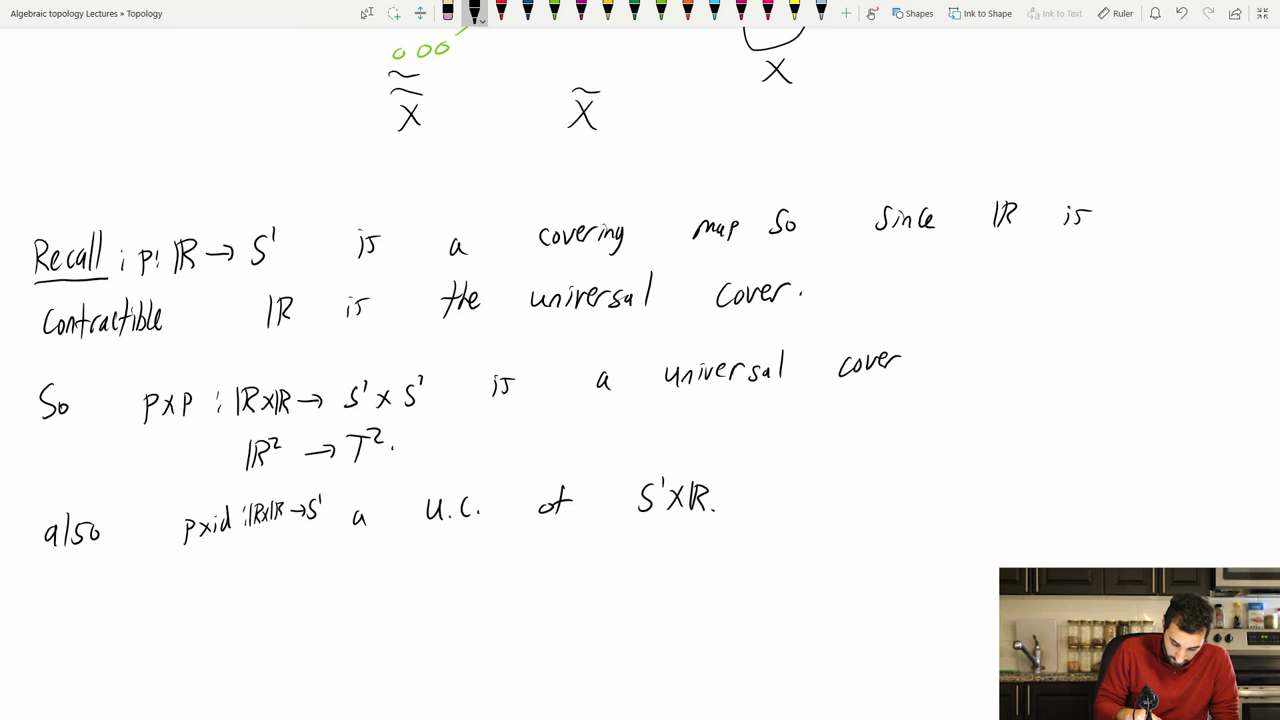 Algebraic topology Lectures » Topology
Shapes
Ink to Shape
Ink to Text
Ruler
000
X
X̃
X̃̃
Recall : p: ℝ → S¹ is a covering map so since ℝ is
contractible ℝ is the universal cover.
So p×p : ℝ×ℝ → S¹ × S¹ is a universal cover
ℝ² → T².
also p×id : ℝ×ℝ → S¹ a U.C. of S¹×ℝ.